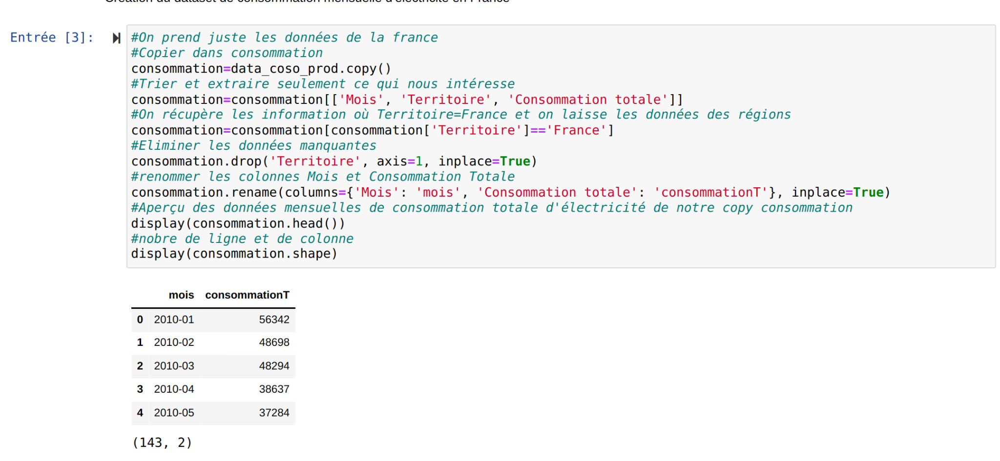 Création du dataset de consommation mensuelle d'électricité en France
Entrée [3]:
#On prend juste les données de la france
#Copier dans consommation
consommation=data_coso_prod.copy()
#Trier et extraire seulement ce qui nous intéresse
consommation=consommation[['Mois', 'Territoire', 'Consommation totale']]
#On récupère les information où Territoire=France et on laisse les données des régions
consommation=consommation[consommation['Territoire']=='France']
#Eliminer les données manquantes
consommation.drop('Territoire', axis=1, inplace=True)
#renommer les colonnes Mois et Consommation Totale
consommation.rename(columns={'Mois': 'mois', 'Consommation totale': 'consommationT'}, inplace=True)
#Aperçu des données mensuelles de consommation totale d'électricité de notre copy consommation
display(consommation.head())
#nobre de ligne et de colonne
display(consommation.shape)
mois consommationT
0 2010-01 56342
1 2010-02 48698
2 2010-03 48294
3 2010-04 38637
4 2010-05 37284
(143, 2)